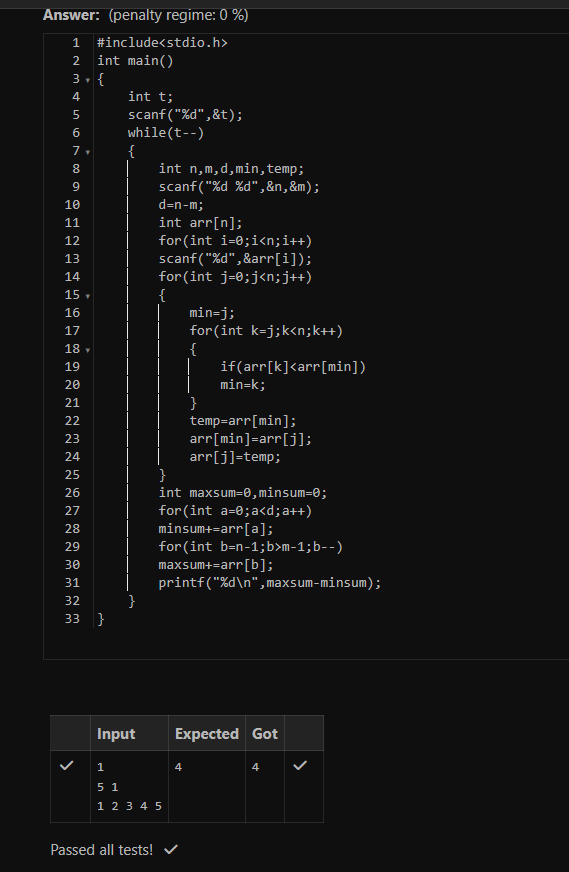 Answer: (penalty regime: 0 %)
1 #include<stdio.h>
2 int main()
3 {
4 int t;
5 scanf("%d",&t);
6 while(t--)
7 {
8 int n,m,d,min,temp;
9 scanf("%d %d",&n,&m);
10 d=n-m;
11 int arr[n];
12 for(int i=0;i<n;i++)
13 scanf("%d",&arr[i]);
14 for(int j=0;j<n;j++)
15 {
16 min=j;
17 for(int k=j;k<n;k++)
18 {
19 if(arr[k]<arr[min])
20 min=k;
21 }
22 temp=arr[min];
23 arr[min]=arr[j];
24 arr[j]=temp;
25 }
26 int maxsum=0,minsum=0;
27 for(int a=0;a<d;a++)
28 minsum+=arr[a];
29 for(int b=n-1;b>m-1;b--)
30 maxsum+=arr[b];
31 printf("%d\n",maxsum-minsum);
32 }
33 }
Input Expected Got
1 4 4
5 1
1 2 3 4 5
Passed all tests!